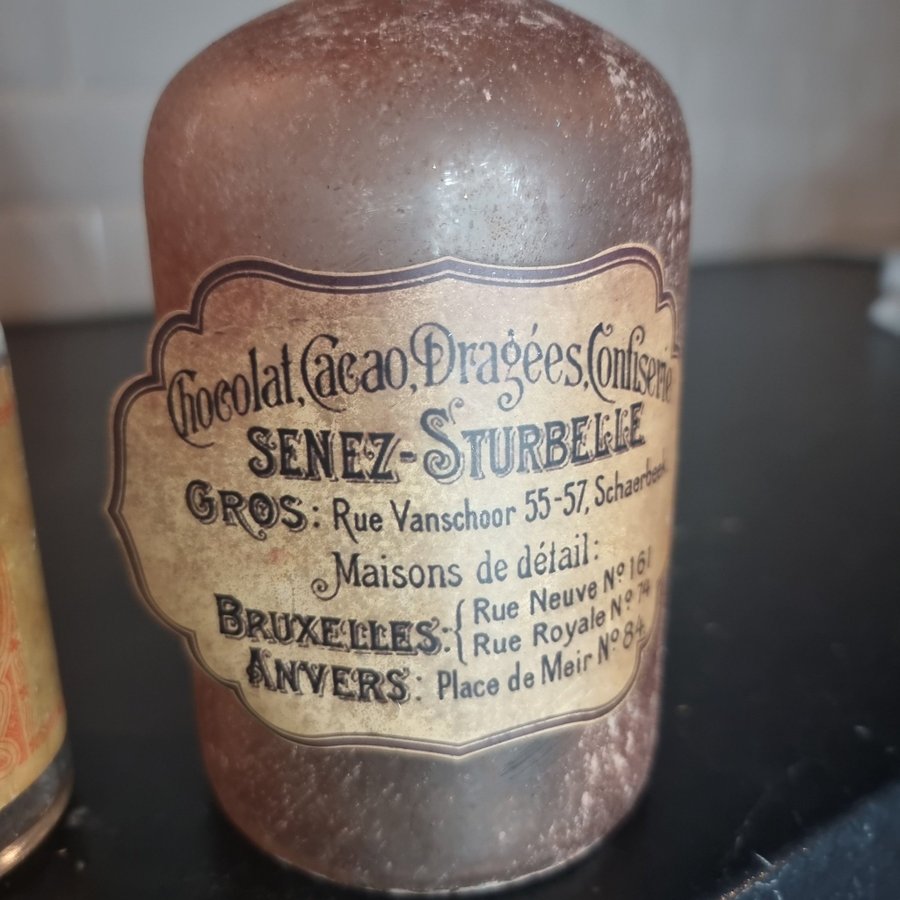 Chocolat, Cacao, Dragées, Confiserie
SENEZ-STURBELLE
GROS: Rue Vanschoor 55-57, Schaerbeek
Maisons de détail:
BRUXELLES: { Rue Neuve Nº 161
Rue Royale Nº 74
ANVERS: Place de Meir Nº 84